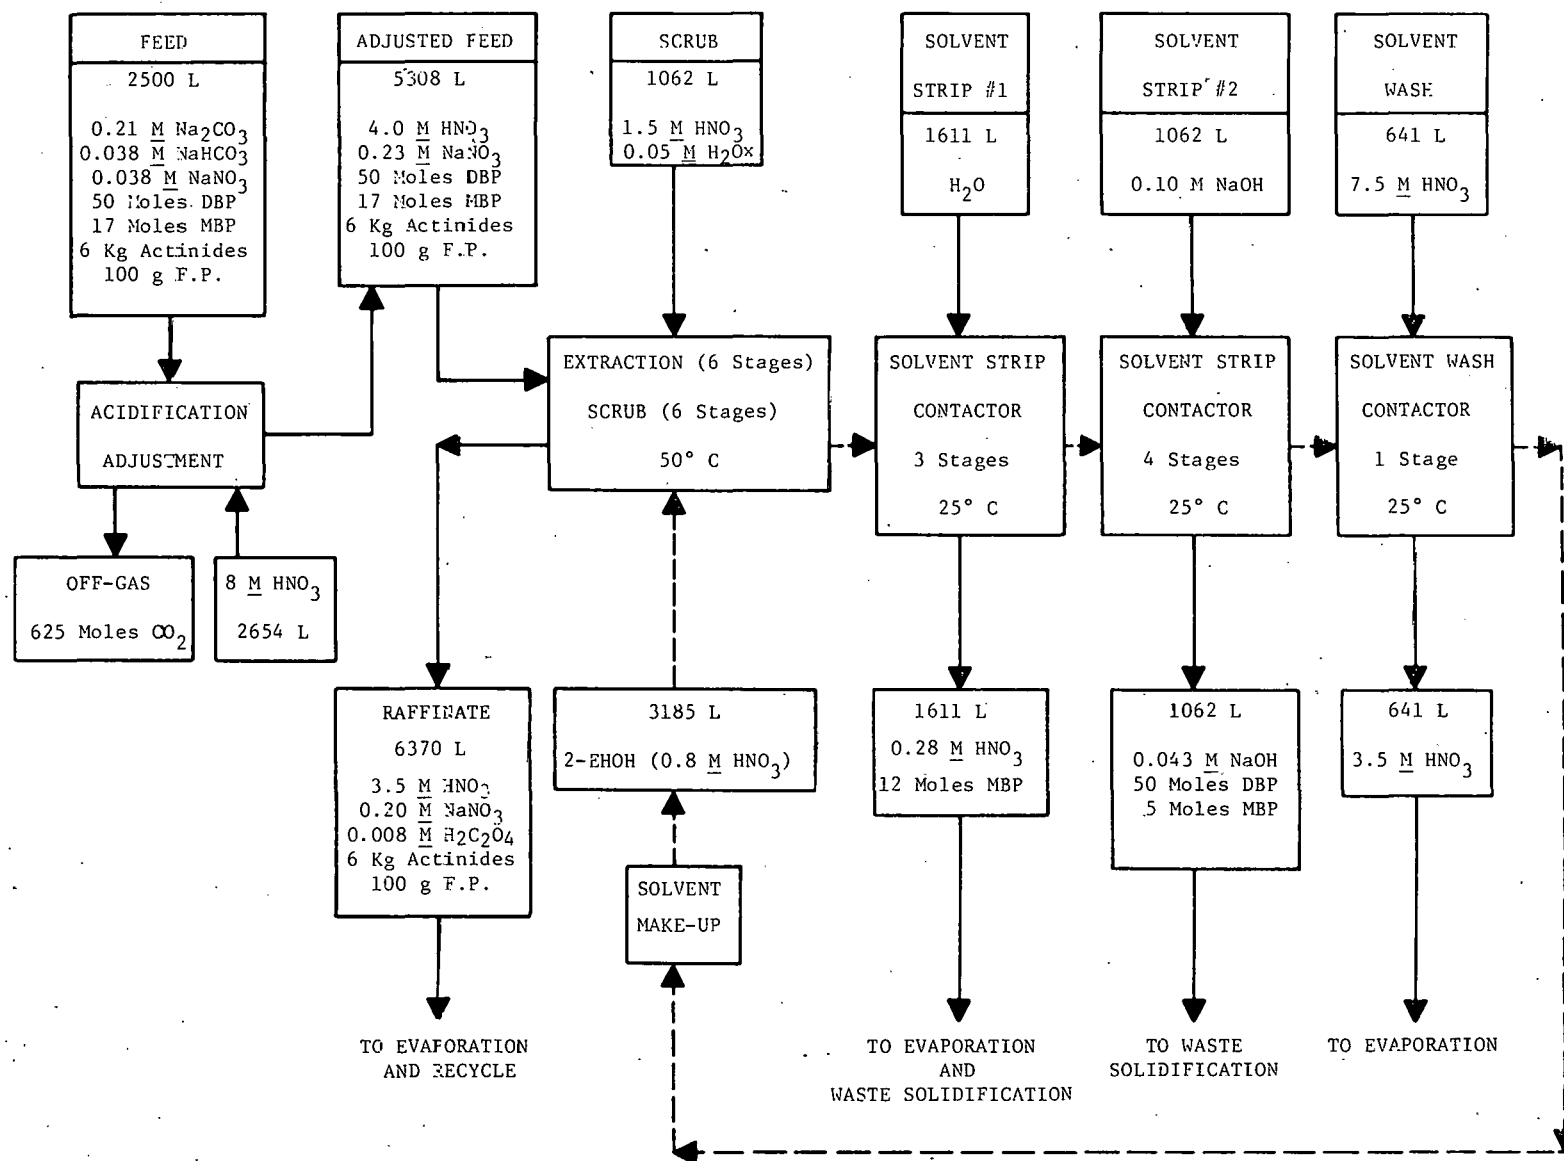 FEED
2500 L
0.21 M Na2CO3
0.038 M NaHCO3
0.038 M NaNO3
50 Moles DBP
17 Moles MBP
6 Kg Actinides
100 g F.P.
ADJUSTED FEED
5308 L
4.0 M HNO3
0.23 M NaNO3
50 Moles DBP
17 Moles MBP
6 Kg Actinides
100 g F.P.
SCRUB
1062 L
1.5 M HNO3
0.05 M H2Ox
SOLVENT
STRIP #1
1611 L
H2O
SOLVENT
STRIP #2
1062 L
0.10 M NaOH
SOLVENT
WASH
641 L
7.5 M HNO3
ACIDIFICATION
ADJUSTMENT
EXTRACTION (6 Stages)
SCRUB (6 Stages)
50° C
SOLVENT STRIP
CONTACTOR
3 Stages
25° C
SOLVENT STRIP
CONTACTOR
4 Stages
25° C
SOLVENT WASH
CONTACTOR
1 Stage
25° C
OFF-GAS
625 Moles CO2
8 M HNO3
2654 L
RAFFINATE
6370 L
3.5 M HNO3
0.20 M NaNO3
0.008 M H2C2O4
6 Kg Actinides
100 g F.P.
3185 L
2-EHOH (0.8 M HNO3)
1611 L
0.28 M HNO3
12 Moles MBP
1062 L
0.043 M NaOH
50 Moles DBP
5 Moles MBP
641 L
3.5 M HNO3
SOLVENT
MAKE-UP
TO EVAPORATION
AND RECYCLE
TO EVAPORATION
AND
WASTE SOLIDIFICATION
TO WASTE
SOLIDIFICATION
TO EVAPORATION